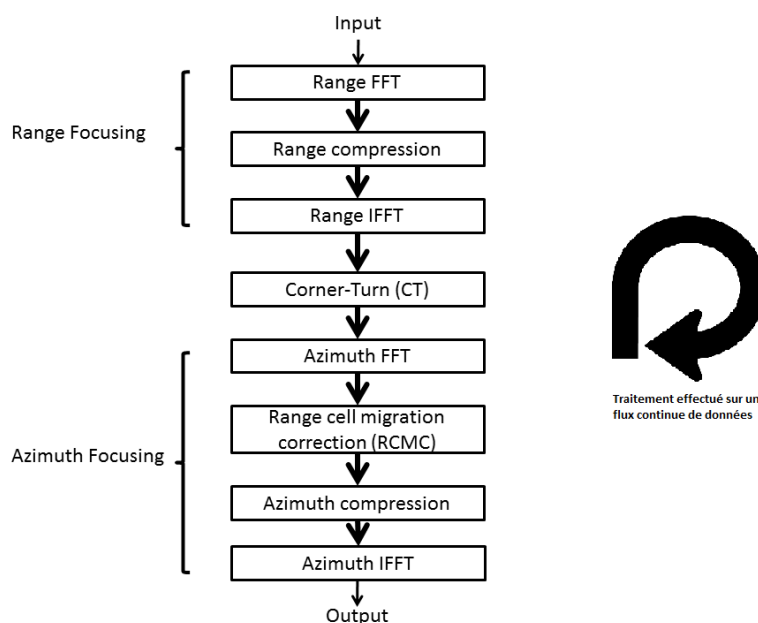 Input
Range FFT
Range Focusing
Range compression
Range IFFT
Corner-Turn (CT)
Azimuth FFT
Range cell migration
correction (RCMC)
Azimuth Focusing
Azimuth compression
Azimuth IFFT
Output
Traitement effectué sur un
flux continue de données